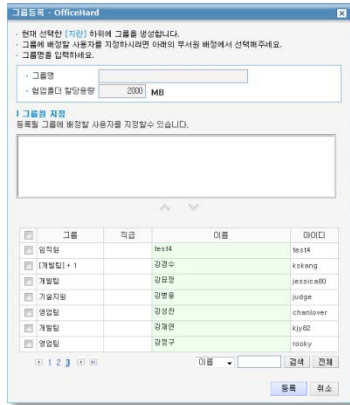 그룹등록 - OfficeHard
· 현재 선택한 [지란] 하위에 그룹을 생성합니다.
· 그룹에 배정할 사용자를 지정하시려면 아래의 부서원 배정에서 선택해주세요.
· 그룹명을 입력하세요.
· 그룹명
· 협업폴더 할당용량 2000 MB
그룹원 지정
등록될 그룹에 배정할 사용자를 지정할수 있습니다.
그룹 직급 이름 아이디
임직원 test4 test4
[개발팀] + 1 강경수 kskang
개발팀 강묘정 jessica80
기술지원 강병용 judge
영업팀 강성찬 chanlover
개발팀 강재연 kjy82
영업팀 강정구 rooky
1 2 3 이름 검색 전체
등록 취소